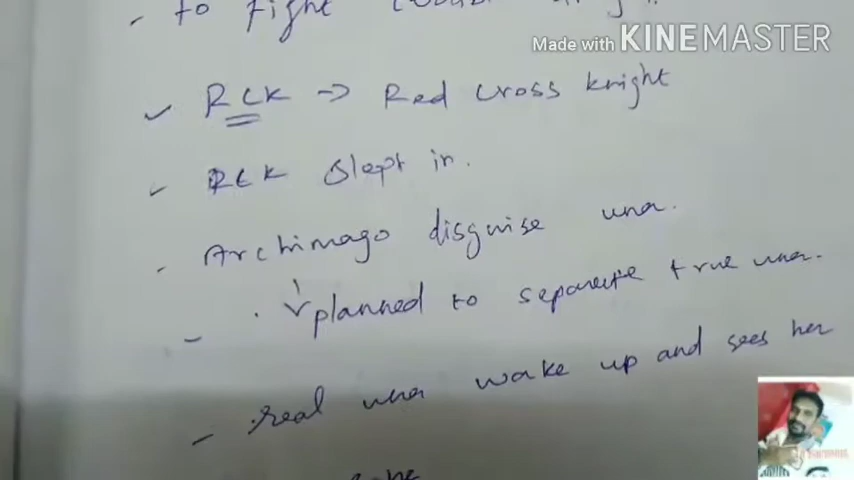 - to fight
Made with KINEMASTER
✓ RCK → Red cross knight
✓ RCK slept in.
- Archimago disguise una.
- ↓ planned to separate true una.
- real una wake up and sees her